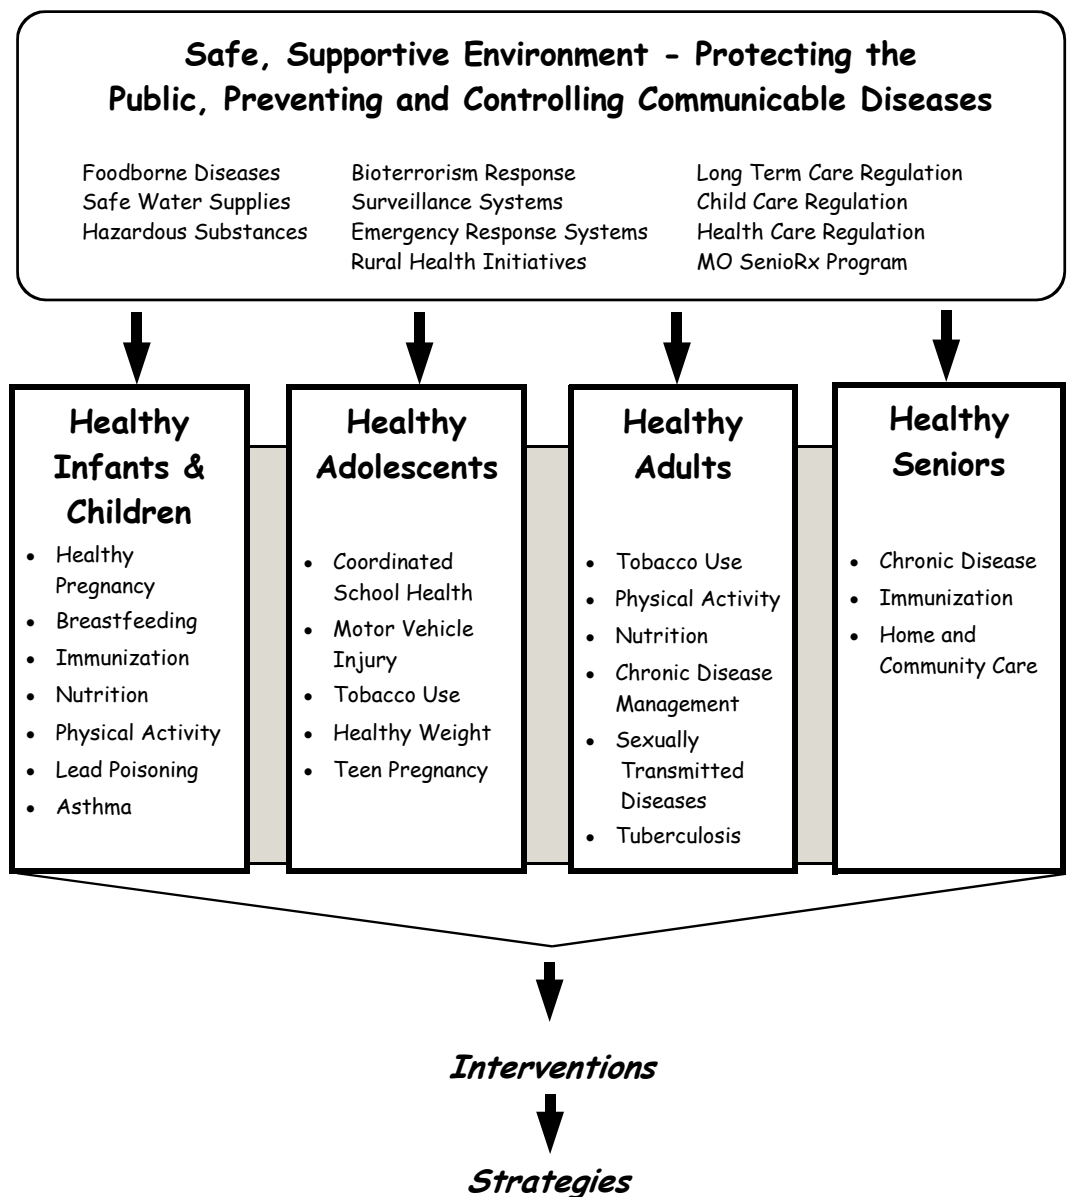 Safe, Supportive Environment - Protecting the
Public, Preventing and Controlling Communicable Diseases
Foodborne Diseases
Safe Water Supplies
Hazardous Substances
Bioterrorism Response
Surveillance Systems
Emergency Response Systems
Rural Health Initiatives
Long Term Care Regulation
Child Care Regulation
Health Care Regulation
MO SenioRx Program
Healthy
Infants &
Children
• Healthy
Pregnancy
• Breastfeeding
• Immunization
• Nutrition
• Physical Activity
• Lead Poisoning
• Asthma
Healthy
Adolescents
• Coordinated
School Health
• Motor Vehicle
Injury
• Tobacco Use
• Healthy Weight
• Teen Pregnancy
Healthy
Adults
• Tobacco Use
• Physical Activity
• Nutrition
• Chronic Disease
Management
• Sexually
Transmitted
Diseases
• Tuberculosis
Healthy
Seniors
• Chronic Disease
• Immunization
• Home and
Community Care
Interventions
Strategies